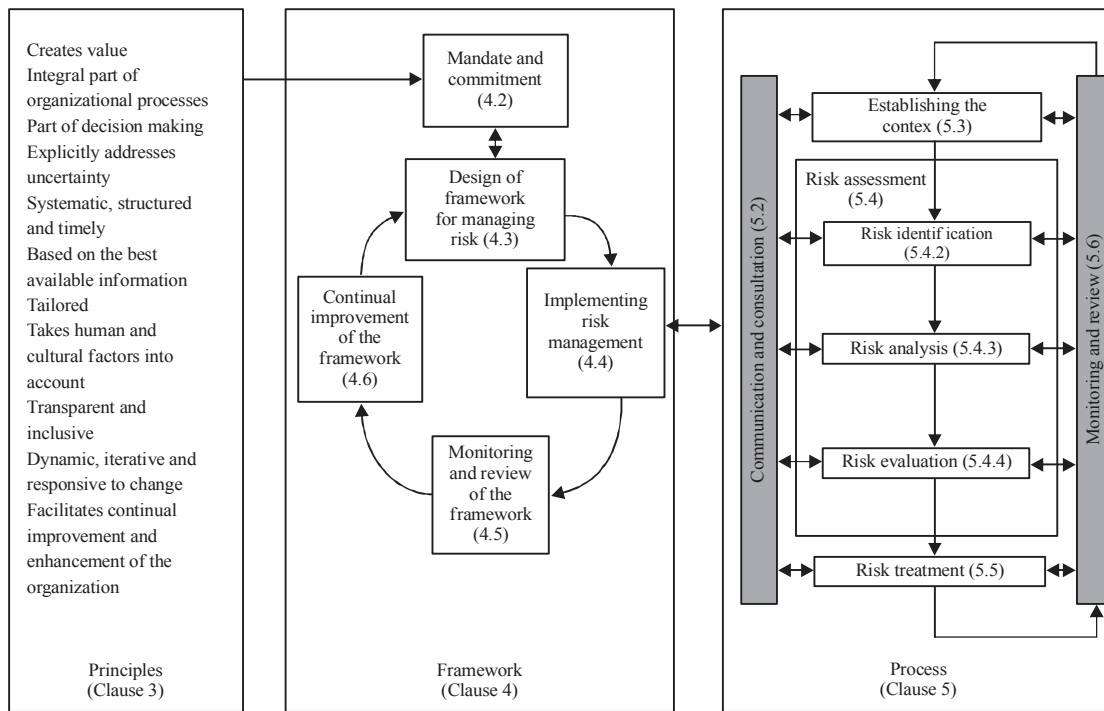 Creates value
Integral part of
organizational processes
Part of decision making
Explicitly addresses
uncertainty
Systematic, structured
and timely
Based on the best
available information
Tailored
Takes human and
cultural factors into
account
Transparent and
inclusive
Dynamic, iterative and
responsive to change
Facilitates continual
improvement and
enhancement of the
organization
Principles
(Clause 3)
Mandate and
commitment
(4.2)
Design of
framework
for managing
risk (4.3)
Implementing
risk
management
(4.4)
Monitoring
and review
of the
framework
(4.5)
Continual
improvement
of the
framework
(4.6)
Framework
(Clause 4)
Communication and consultation (5.2)
Establishing the
contex (5.3)
Risk assessment
(5.4)
Risk identification
(5.4.2)
Risk analysis (5.4.3)
Risk evaluation (5.4.4)
Risk treatment (5.5)
Monitoring and review (5.6)
Process
(Clause 5)